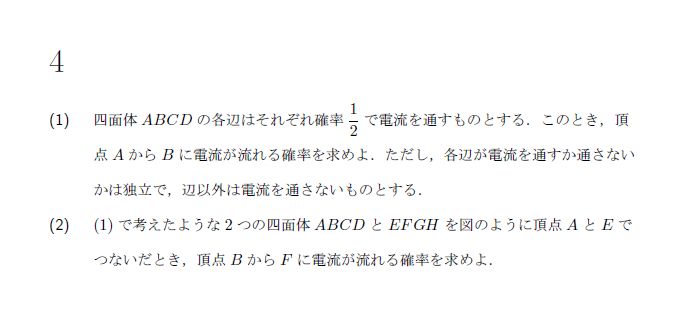 4
(1) 四面体 ABCD の各辺はそれぞれ確率 1/2 で電流を通すものとする．このとき，頂
点 A から B に電流が流れる確率を求めよ．ただし，各辺が電流を通すか通さない
かは独立で，辺以外は電流を通さないものとする．
(2) (1) で考えたような 2 つの四面体 ABCD と EFGH を図のように頂点 A と E で
つないだとき，頂点 B から F に電流が流れる確率を求めよ．